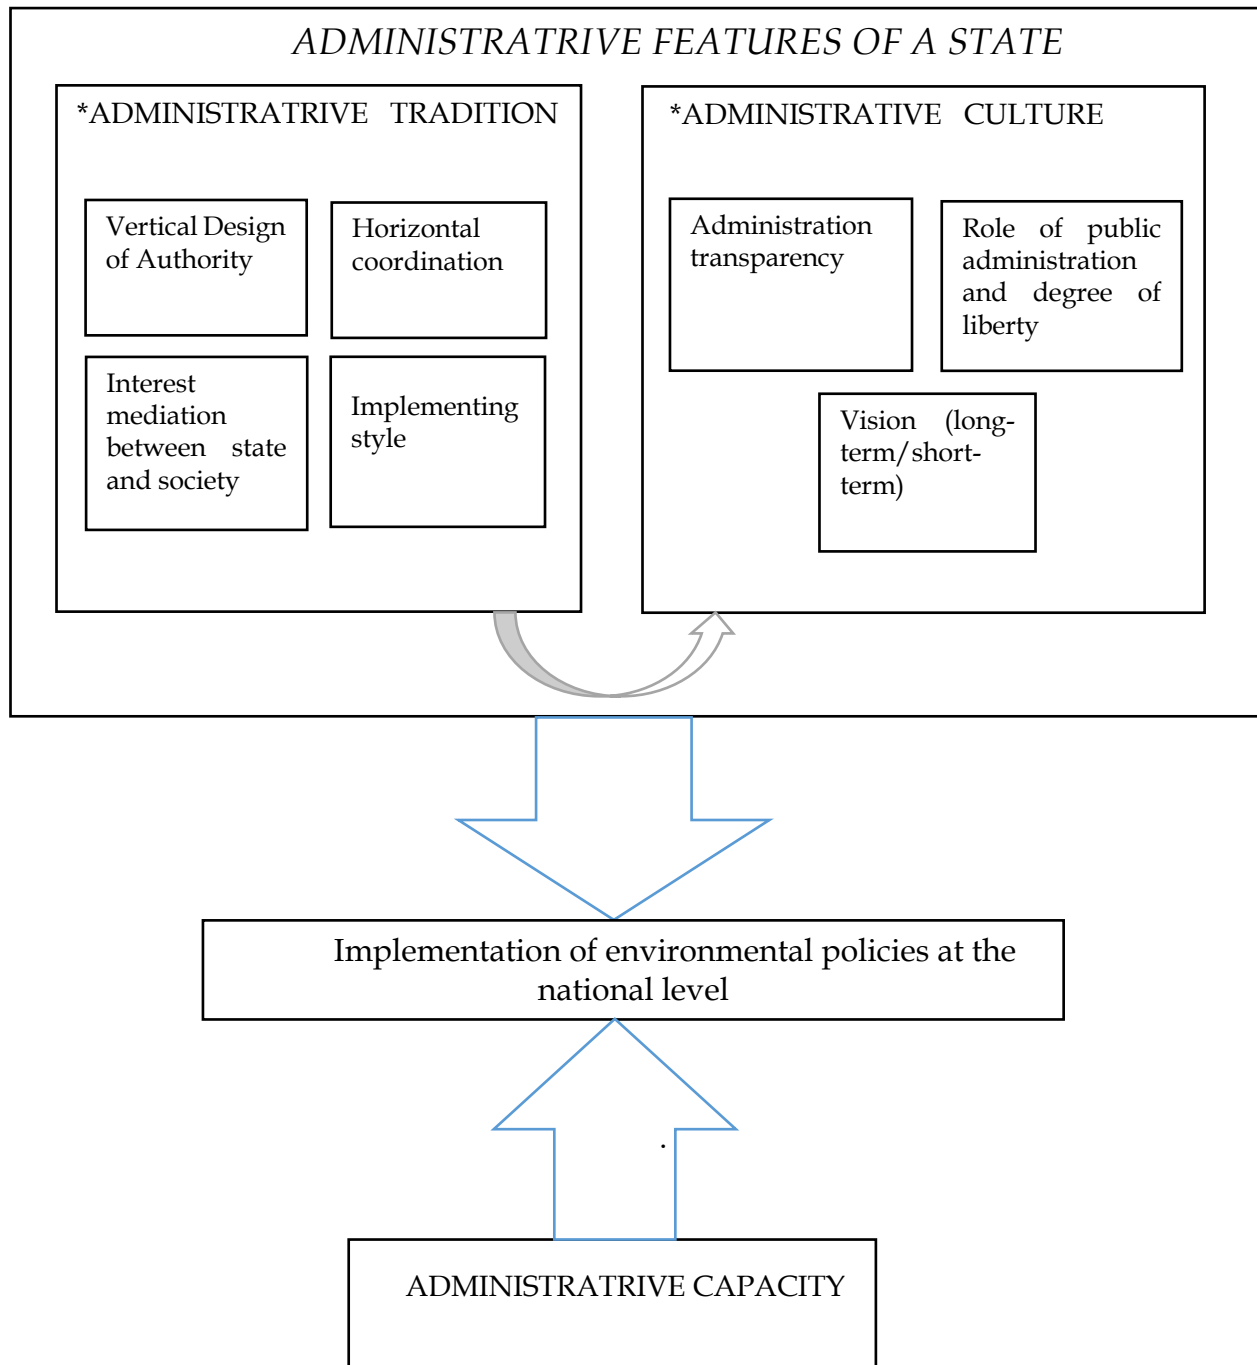 ADMINISTRATRIVE FEATURES OF A STATE
*ADMINISTRATRIVE TRADITION
Vertical Design
of Authority
Horizontal
coordination
Interest
mediation
between state
and society
Implementing
style
*ADMINISTRATIVE CULTURE
Administration
transparency
Role of public
administration
and degree of
liberty
Vision (long-
term/short-
term)
Implementation of environmental policies at the
national level
.
ADMINISTRATRIVE CAPACITY